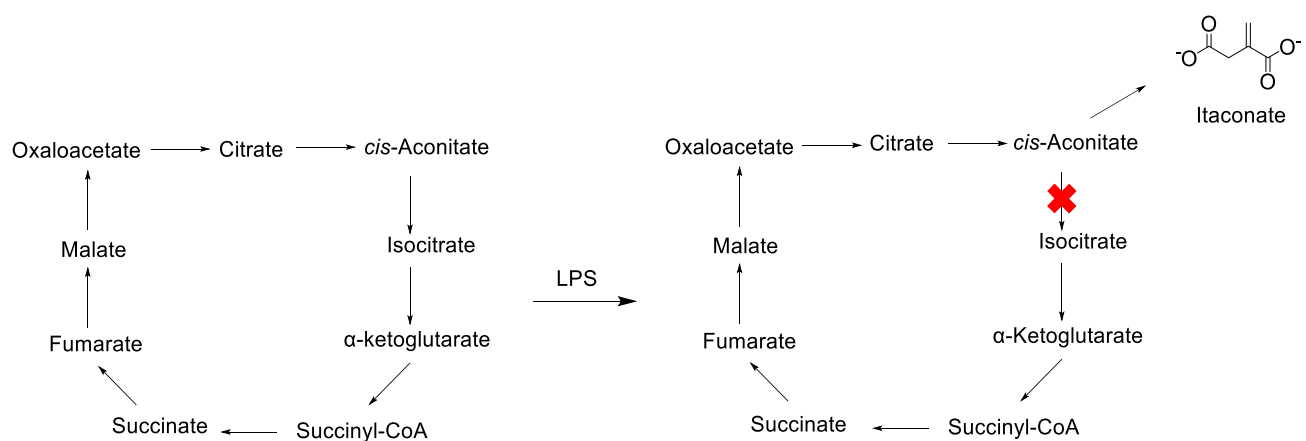 Oxaloacetate
Citrate
cis-Aconitate
Malate
Isocitrate
Fumarate
α-ketoglutarate
Succinate
Succinyl-CoA
LPS
-O
O
O
O-
Itaconate
Oxaloacetate
Citrate
cis-Aconitate
Malate
Isocitrate
Fumarate
α-Ketoglutarate
Succinate
Succinyl-CoA